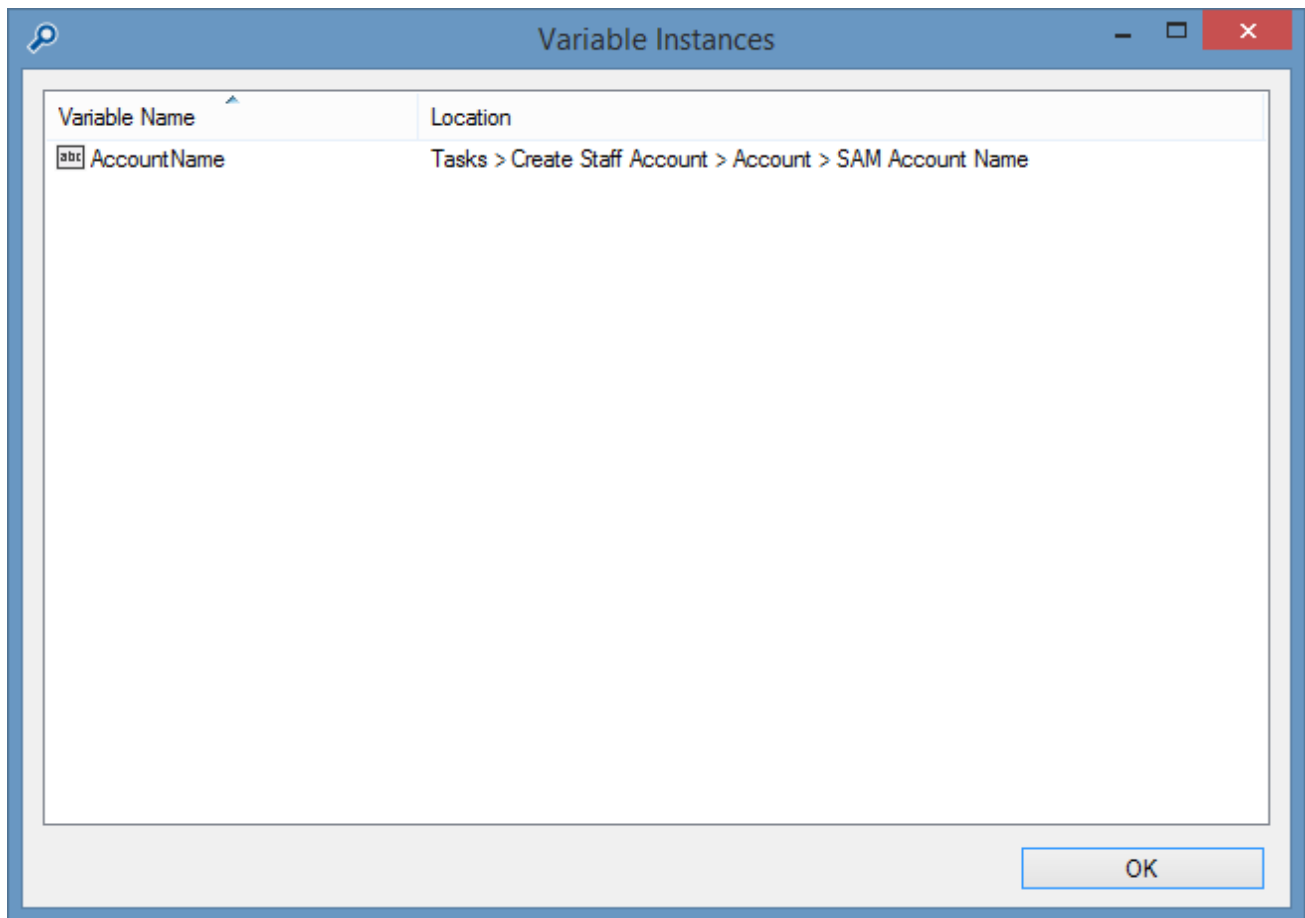 Variable Instances
Variable Name Location
abc AccountName Tasks > Create Staff Account > Account > SAM Account Name
OK